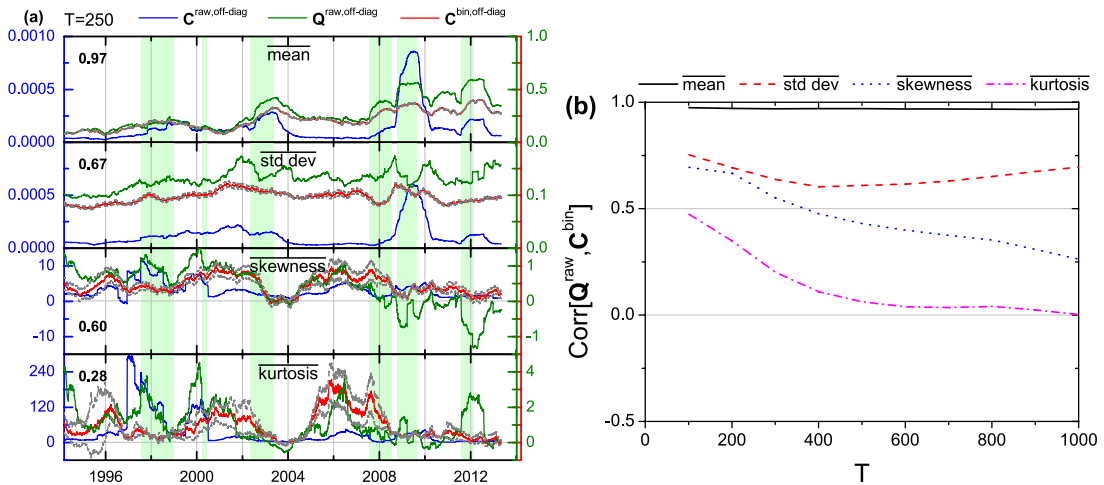 (a) T=250 C^raw,off-diag Q^raw,off-diag C^bin,off-diag
0.0010 0.97 mean 1.0
0.0005 0.5
0.0000 0.0
0.67 std dev
0.0005 0.1
0.0000 0.0
10 skewness 1
0 0
-10 0.60 -1
240 0.28 kurtosis 4
120 2
0 0
1996 2000 2004 2008 2012
mean std dev skewness kurtosis
(b)
1.0
0.5
0.0
-0.5
Corr[Q^raw,C^bin]
0 200 400 600 800 1000
T